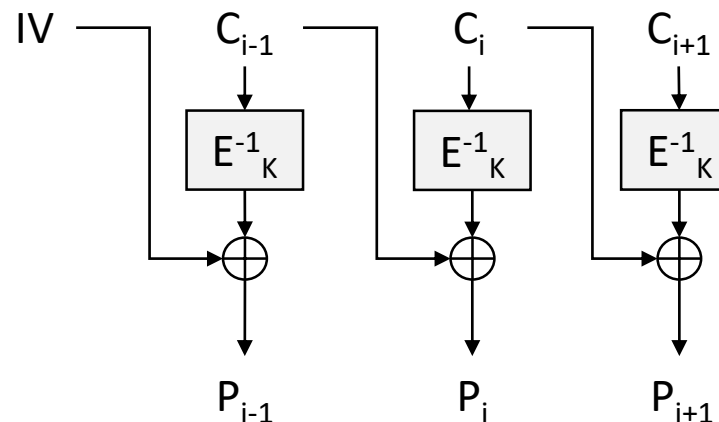 IV C_{i-1} C_i C_{i+1}
E^{-1}_K E^{-1}_K E^{-1}_K
P_{i-1} P_i P_{i+1}